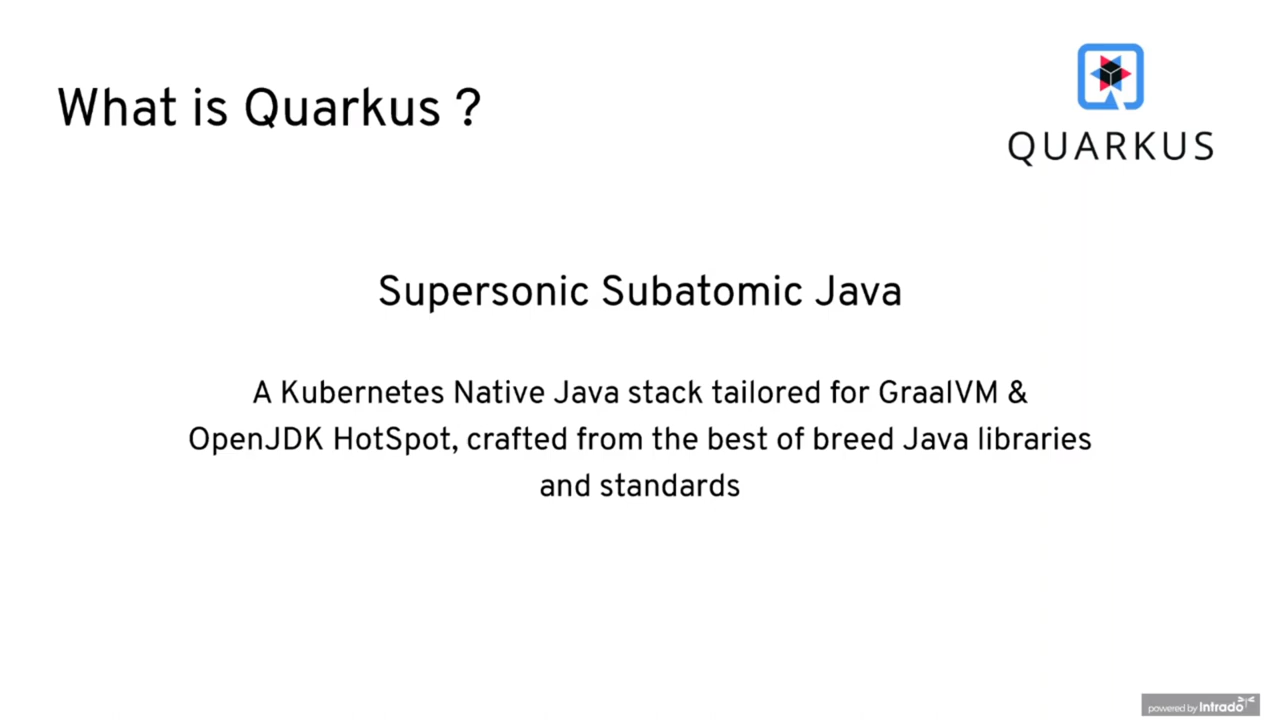 What is Quarkus ?
QUARKUS
Supersonic Subatomic Java
A Kubernetes Native Java stack tailored for GraalVM &
OpenJDK HotSpot, crafted from the best of breed Java libraries
and standards
powered by Intrado